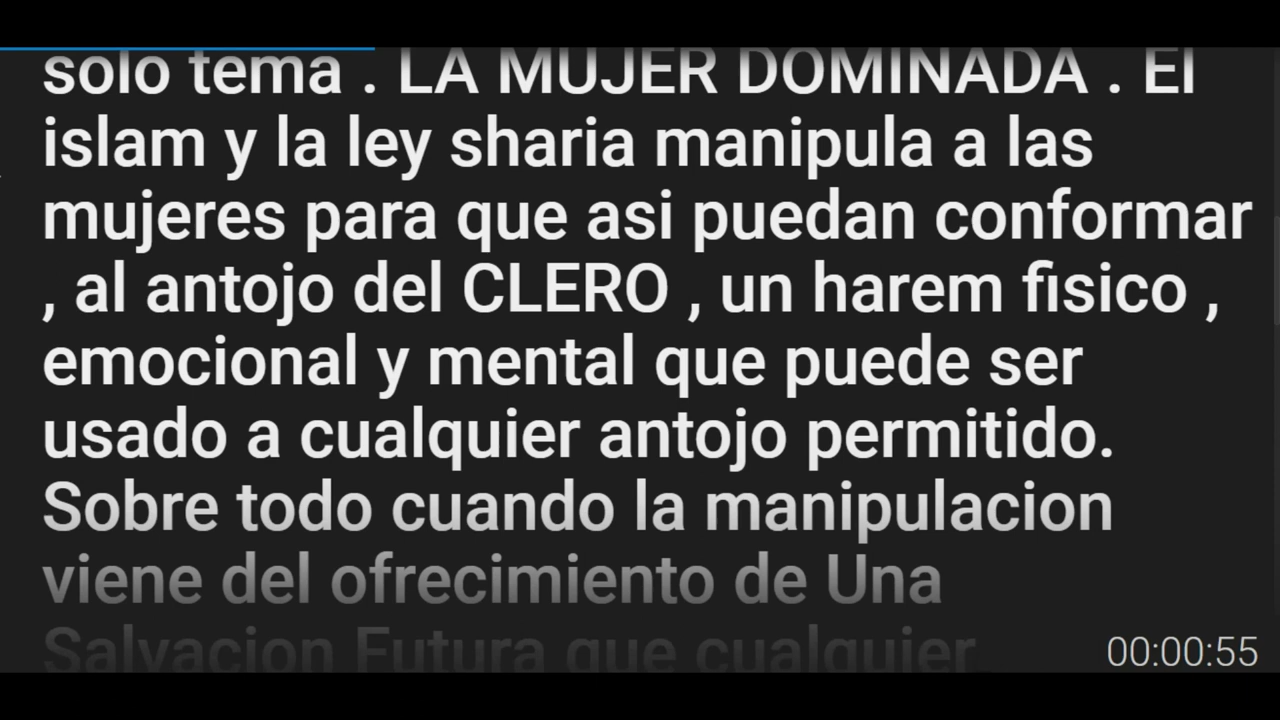 solo tema . LA MUJER DOMINADA . El
islam y la ley sharia manipula a las
mujeres para que asi puedan conformar
, al antojo del CLERO , un harem fisico ,
emocional y mental que puede ser
usado a cualquier antojo permitido.
Sobre todo cuando la manipulacion
viene del ofrecimiento de Una
Salvacion Futura que cualquier
00:00:55